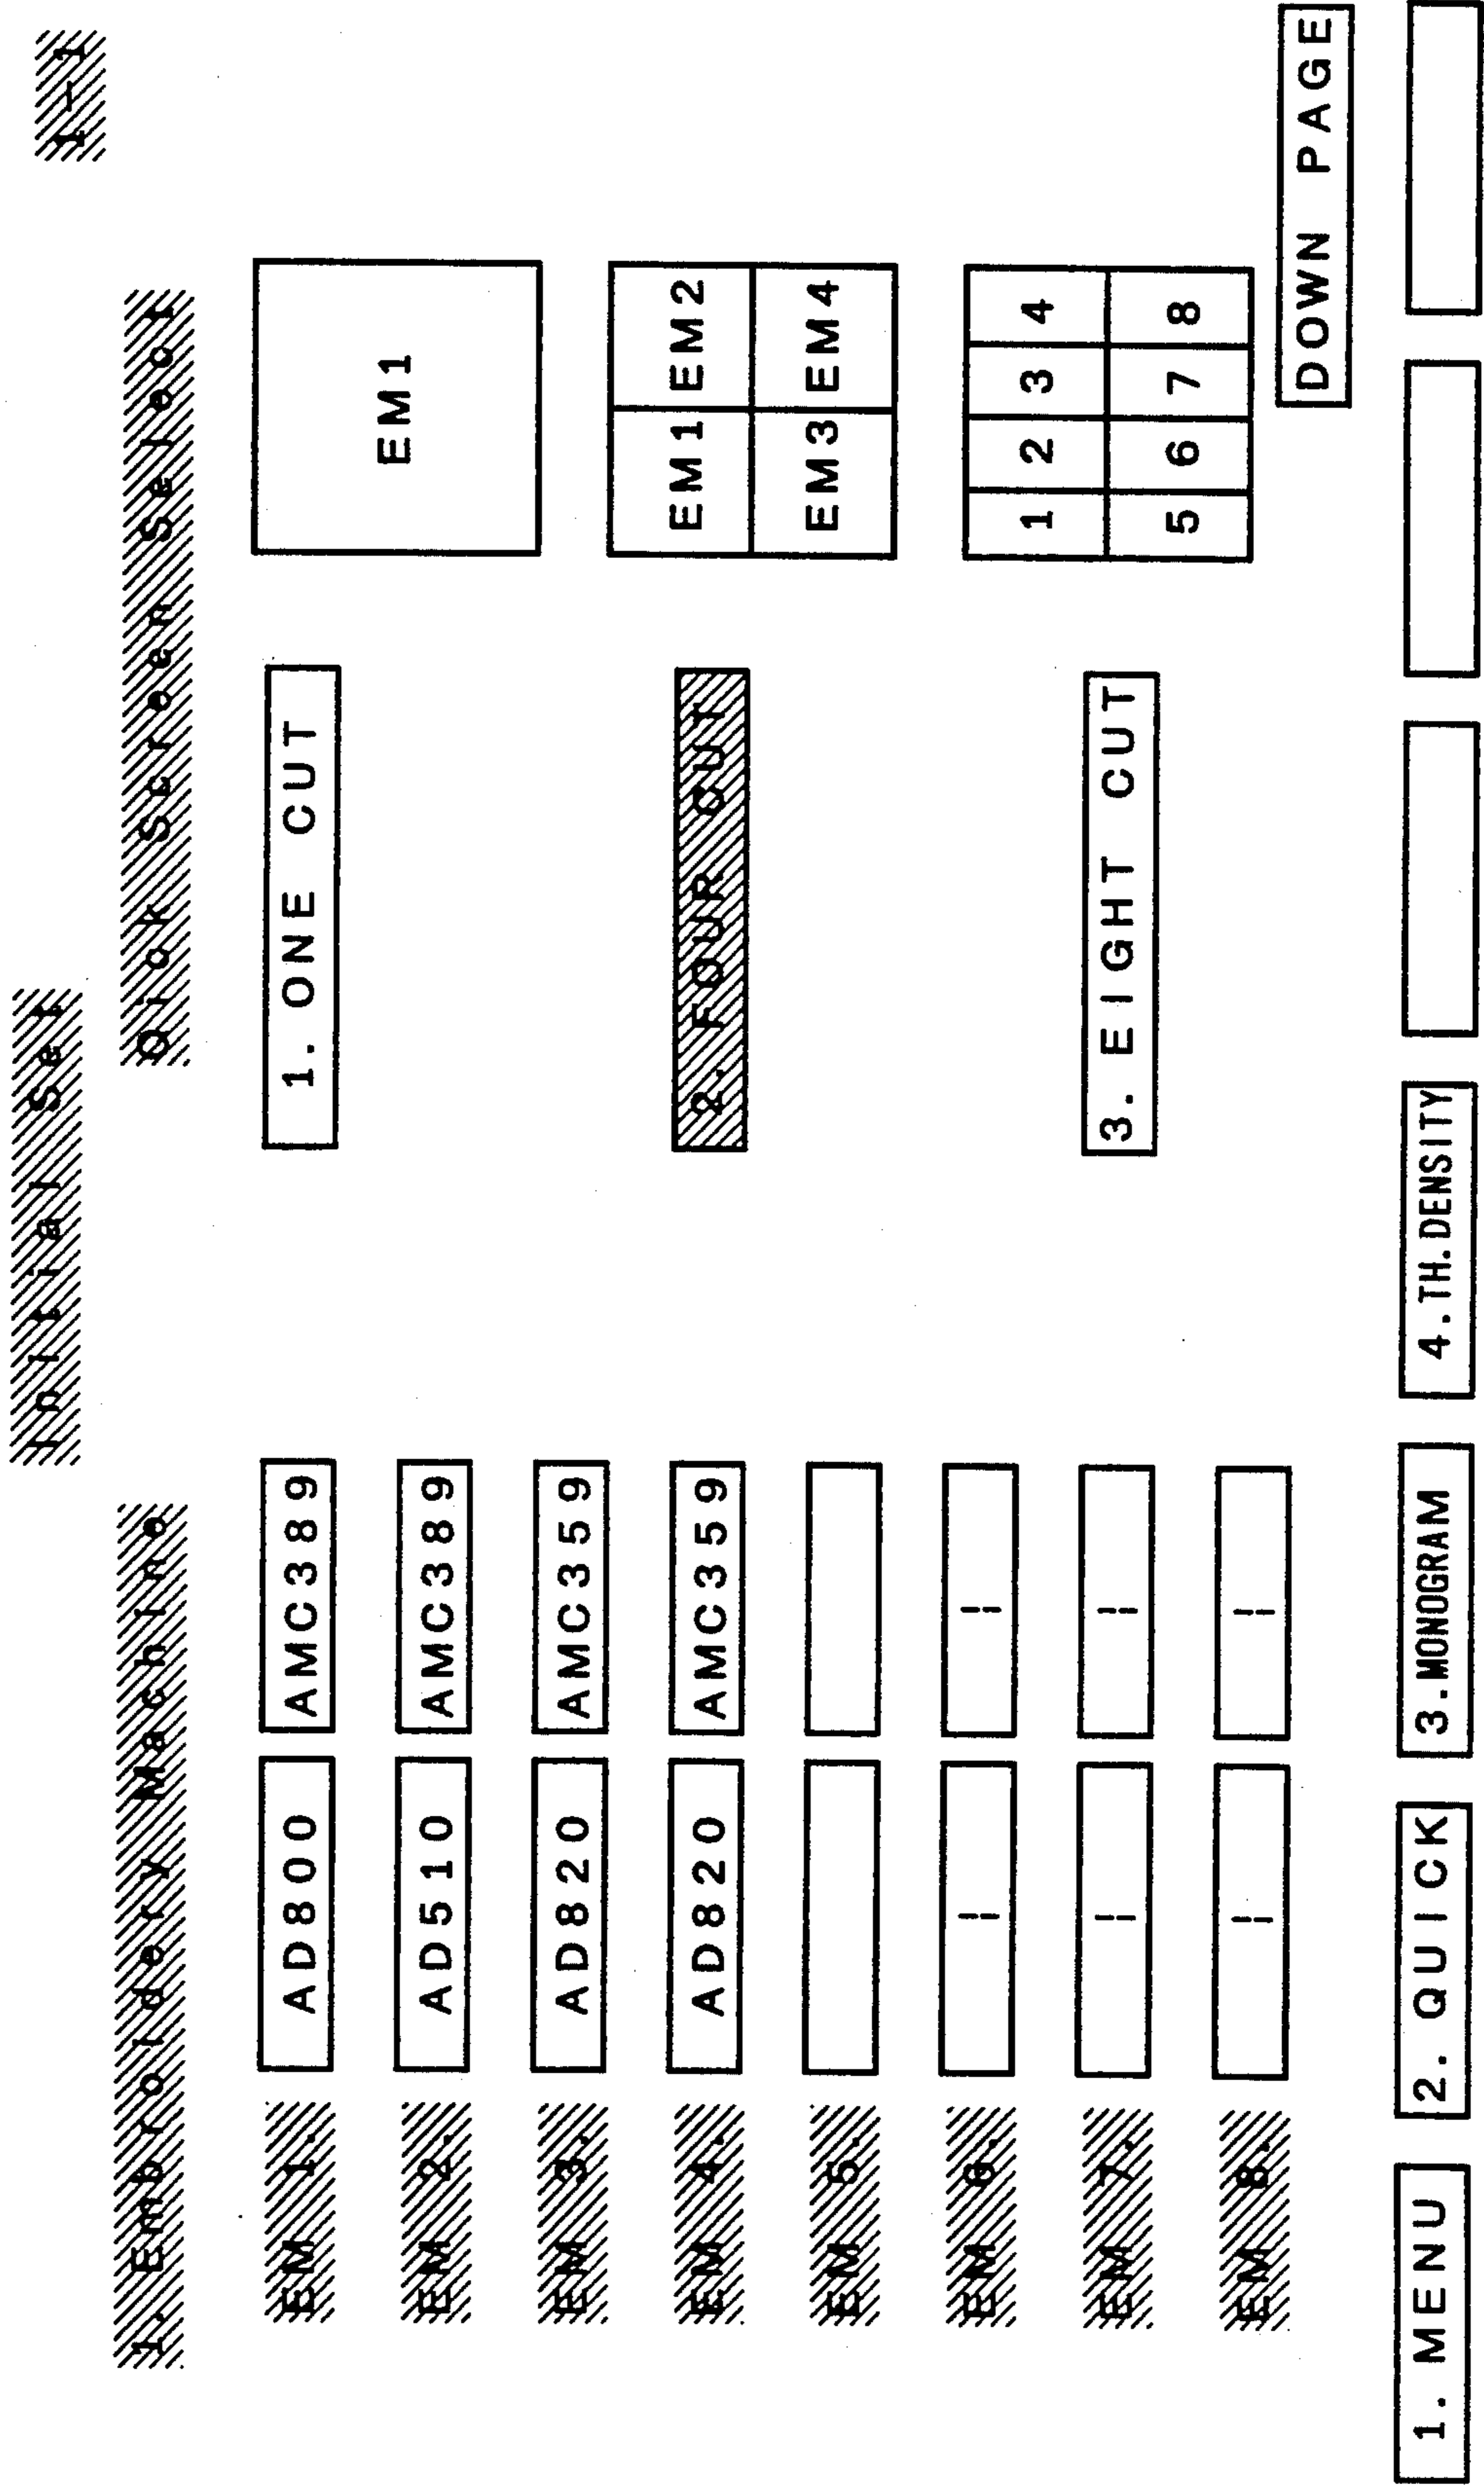 Initial Set
1-1
1. Embroidery Machine
Qick Screen Select
EM 1. AD800 AMC389
EM 2. AD510 AMC389
EM 3. AD820 AMC359
EM 4. AD820 AMC359
EM 5.
EM 6. -- --
EM 7. -- --
EM 8. -- --
1. ONE CUT
EM1
2. FOUR CUT
EM1 EM2
EM3 EM4
3. EIGHT CUT
1 2 3 4
5 6 7 8
DOWN PAGE
1. MENU 2. QUICK 3.MONOGRAM 4.TH.DENSITY